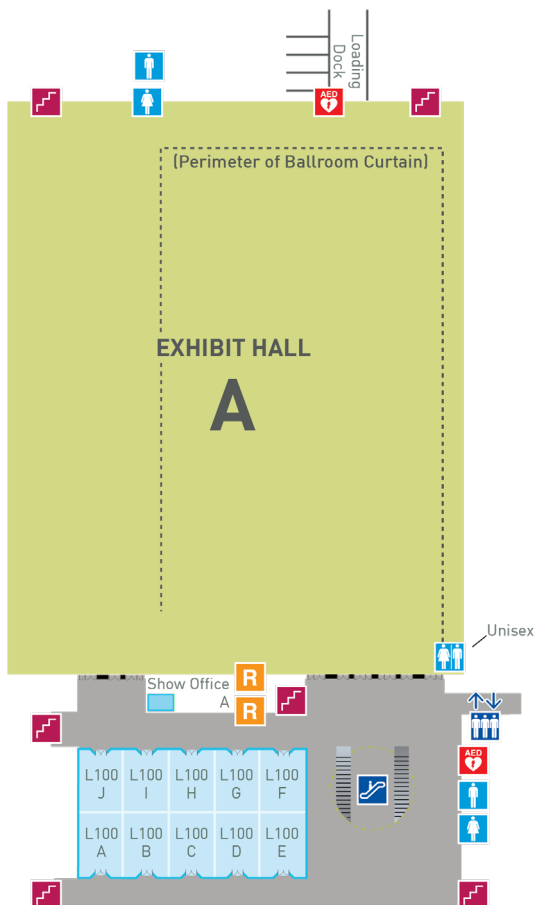 Loading
Dock
AED
(Perimeter of Ballroom Curtain)
EXHIBIT HALL
A
Unisex
Show Office
A
R
R
AED
L100
J
L100
I
L100
H
L100
G
L100
F
L100
A
L100
B
L100
C
L100
D
L100
E